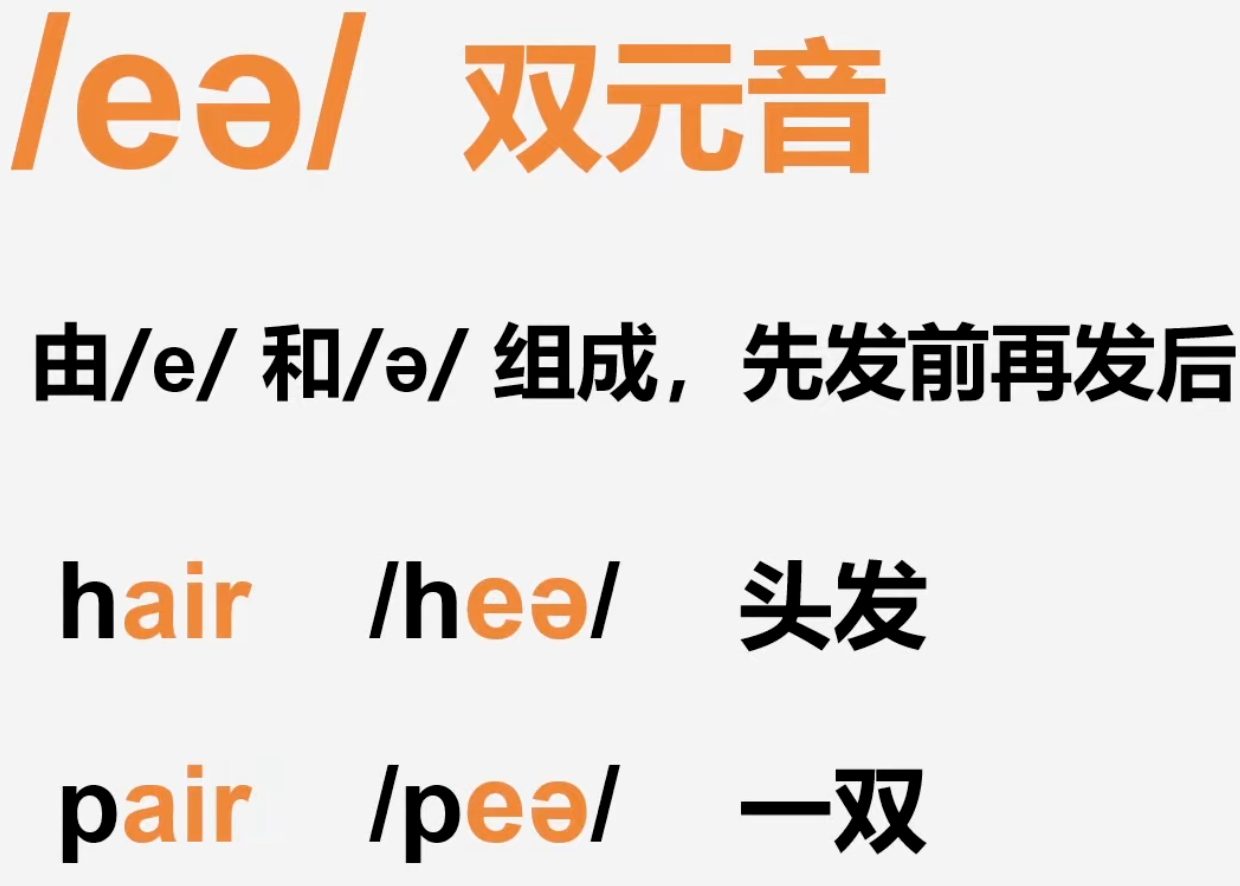 /eə/ 双元音
由/e/ 和/ə/ 组成，先发前再发后
hair /heə/ 头发
pair /peə/ 一双